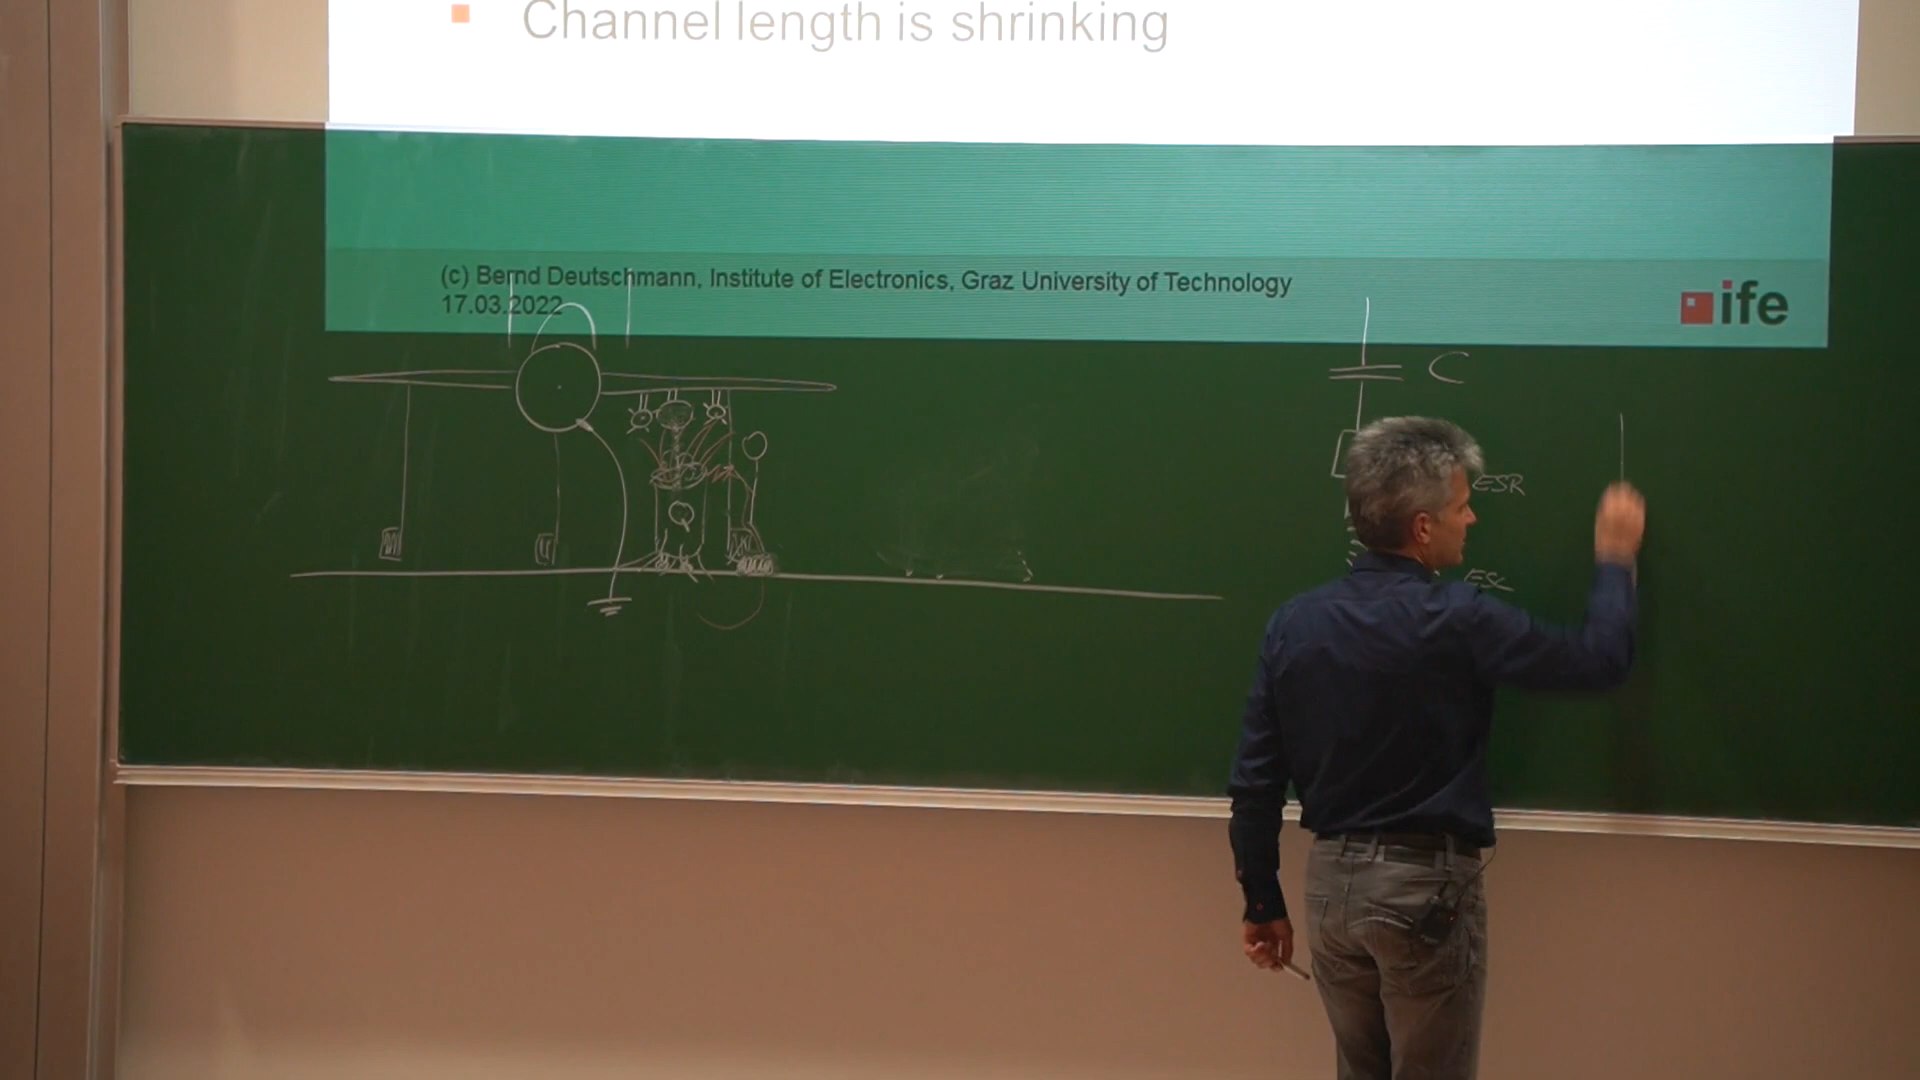 Channel length is shrinking
(c) Bernd Deutschmann, Institute of Electronics, Graz University of Technology
17.03.2022
ife
C
ESR